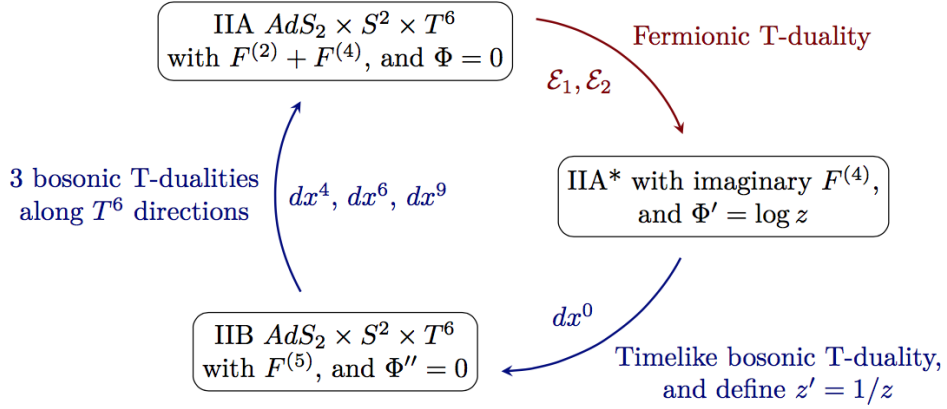 IIA AdS₂ × S² × T⁶
with F⁽²⁾ + F⁽⁴⁾, and Φ = 0
Fermionic T-duality
ℰ₁, ℰ₂
3 bosonic T-dualities
along T⁶ directions
dx⁴, dx⁶, dx⁹
IIA* with imaginary F⁽⁴⁾,
and Φ′ = log z
dx⁰
IIB AdS₂ × S² × T⁶
with F⁽⁵⁾, and Φ″ = 0
Timelike bosonic T-duality,
and define z′ = 1/z